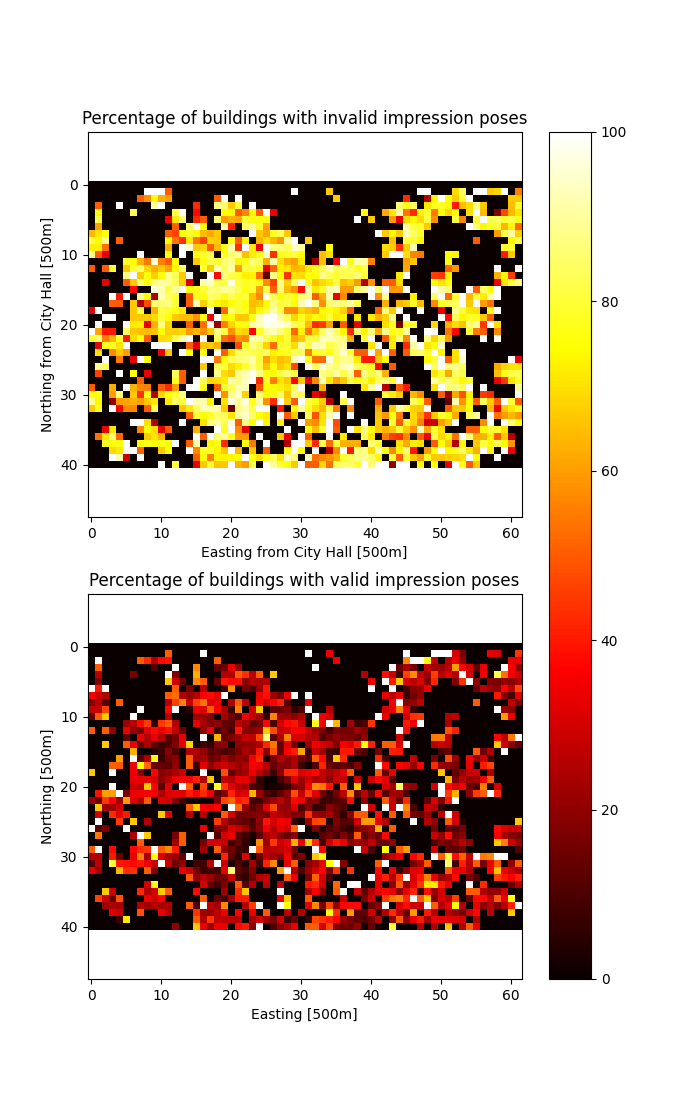 Percentage of buildings with invalid impression poses
0
10
20
30
40
Northing from City Hall [500m]
0 10 20 30 40 50 60
Easting from City Hall [500m]
Percentage of buildings with valid impression poses
0
10
20
30
40
Northing [500m]
0 10 20 30 40 50 60
Easting [500m]
100
80
60
40
20
0